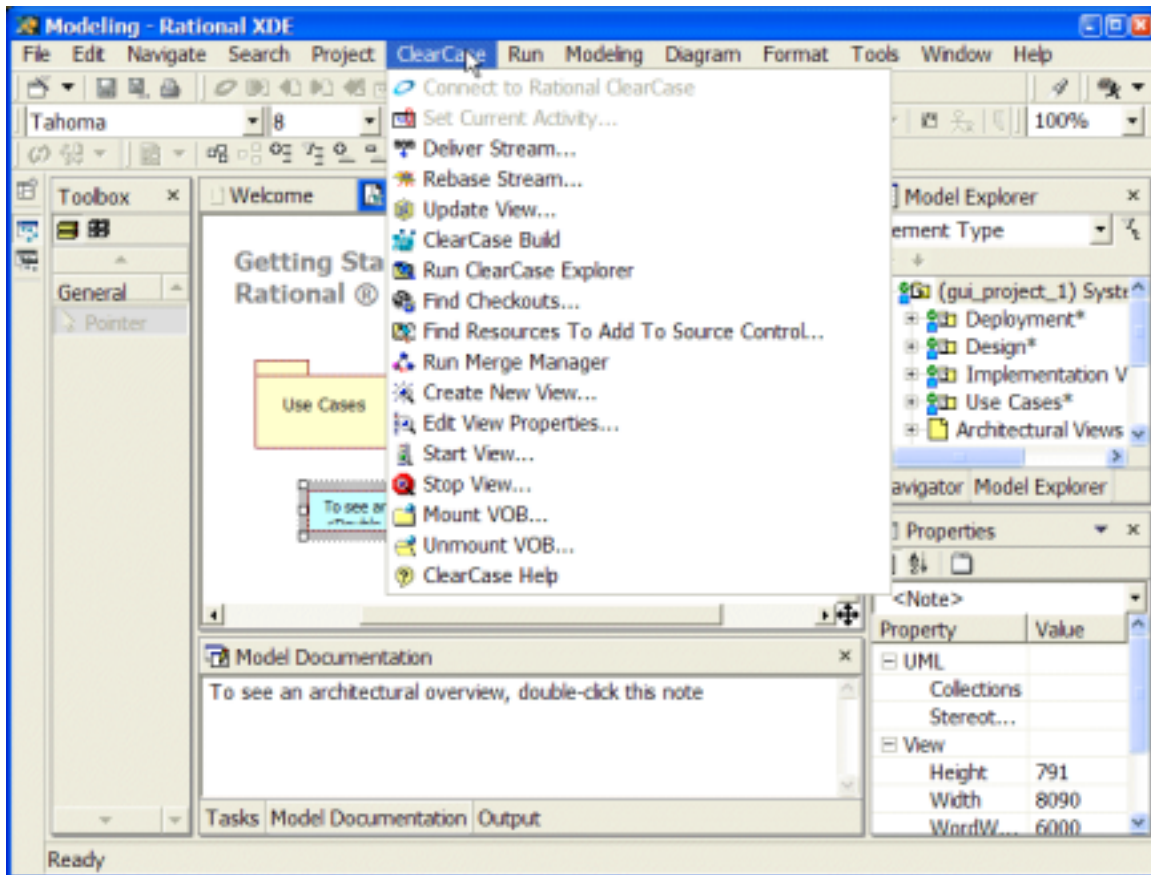 Modeling - Rational XDE
File Edit Navigate Search Project ClearCase Run Modeling Diagram Format Tools Window Help
Tahoma 8 100%
Toolbox
General
Pointer
Welcome
Getting Sta
Rational ®
Use Cases
To see an
Connect to Rational ClearCase
Set Current Activity...
Deliver Stream...
Rebase Stream...
Update View...
ClearCase Build
Run ClearCase Explorer
Find Checkouts...
Find Resources To Add To Source Control...
Run Merge Manager
Create New View...
Edit View Properties...
Start View...
Stop View...
Mount VOB...
Unmount VOB...
ClearCase Help
Model Explorer
ement Type
(gui_project_1) Syste
Deployment*
Design*
Implementation V
Use Cases*
Architectural Views
avigator Model Explorer
Properties
<Note>
Property Value
UML
Collections
Stereot...
View
Height 791
Width 8090
WordW... 6000
Model Documentation
To see an architectural overview, double-click this note
Tasks Model Documentation Output
Ready